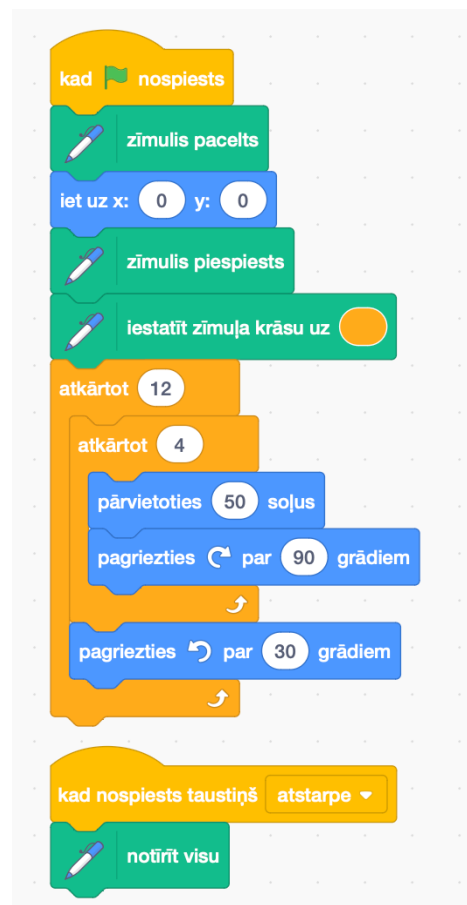 kad nospiests
zīmulis pacelts
iet uz x: 0 y: 0
zīmulis piespiests
iestatīt zīmuļa krāsu uz
atkārtot 12
atkārtot 4
pārvietoties 50 soļus
pagriezties par 90 grādiem
pagriezties par 30 grādiem
kad nospiests taustiņš atstarpe
notīrīt visu